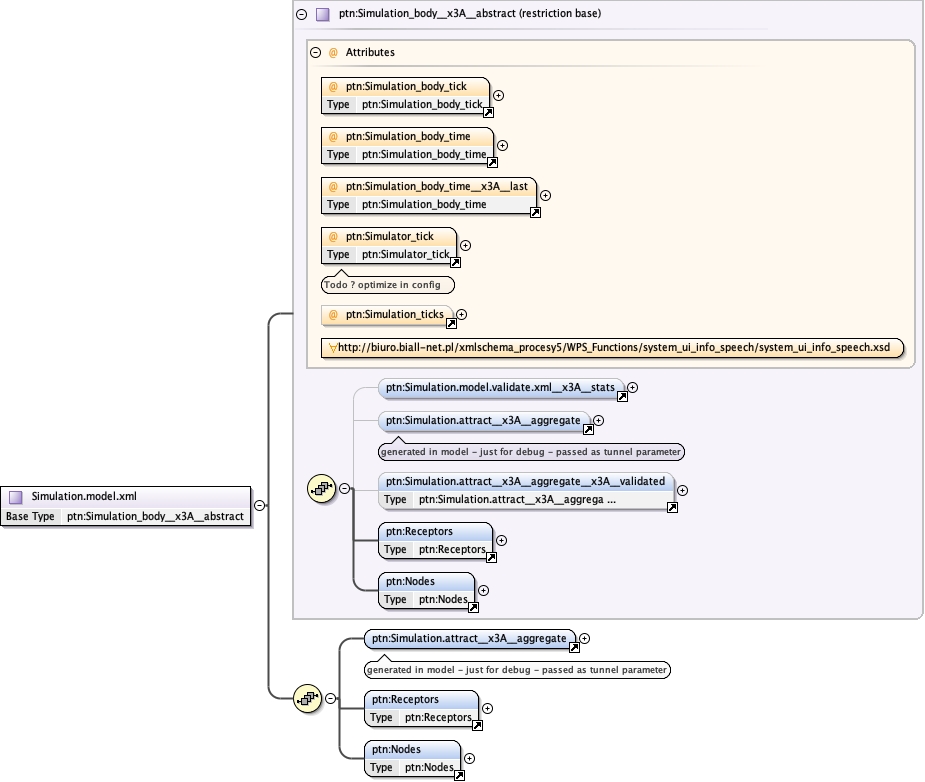 ptn:Simulation_body__x3A__abstract (restriction base)
@ Attributes
@ ptn:Simulation_body_tick
Type ptn:Simulation_body_tick
@ ptn:Simulation_body_time
Type ptn:Simulation_body_time
@ ptn:Simulation_body_time__x3A__last
Type ptn:Simulation_body_time
@ ptn:Simulator_tick
Type ptn:Simulator_tick
Todo ? optimize in config
@ ptn:Simulation_ticks
http://biuro.biall-net.pl/xmlschema_procesy5/WPS_Functions/system_ui_info_speech/system_ui_info_speech.xsd
ptn:Simulation.model.validate.xml__x3A__stats
ptn:Simulation.attract__x3A__aggregate
generated in model - just for debug - passed as tunnel parameter
ptn:Simulation.attract__x3A__aggregate__x3A__validated
Type ptn:Simulation.attract__x3A__aggrega ...
ptn:Receptors
Type ptn:Receptors
ptn:Nodes
Type ptn:Nodes
Simulation.model.xml
Base Type ptn:Simulation_body__x3A__abstract
ptn:Simulation.attract__x3A__aggregate
generated in model - just for debug - passed as tunnel parameter
ptn:Receptors
Type ptn:Receptors
ptn:Nodes
Type ptn:Nodes